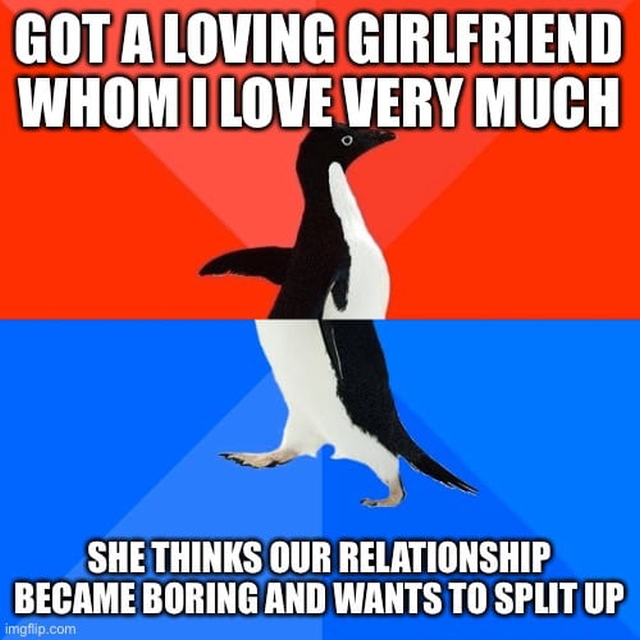 GOT A LOVING GIRLFRIEND
WHOM I LOVE VERY MUCH
SHE THINKS OUR RELATIONSHIP
BECAME BORING AND WANTS TO SPLIT UP
imgflip.com